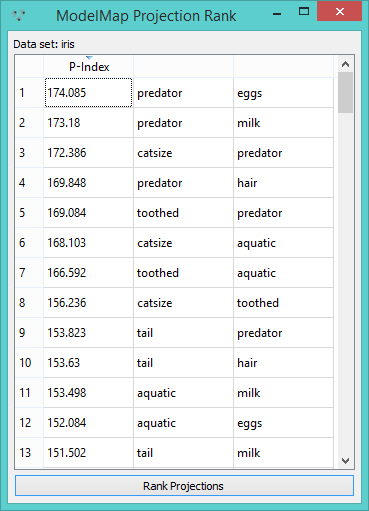 ModelMap Projection Rank
Data set: iris
P-Index
1 174.085 predator eggs
2 173.18 predator milk
3 172.386 catsize predator
4 169.848 predator hair
5 169.084 toothed predator
6 168.103 catsize aquatic
7 166.592 toothed aquatic
8 156.236 catsize toothed
9 153.823 tail predator
10 153.63 tail hair
11 153.498 aquatic milk
12 152.084 aquatic eggs
13 151.502 tail milk
Rank Projections